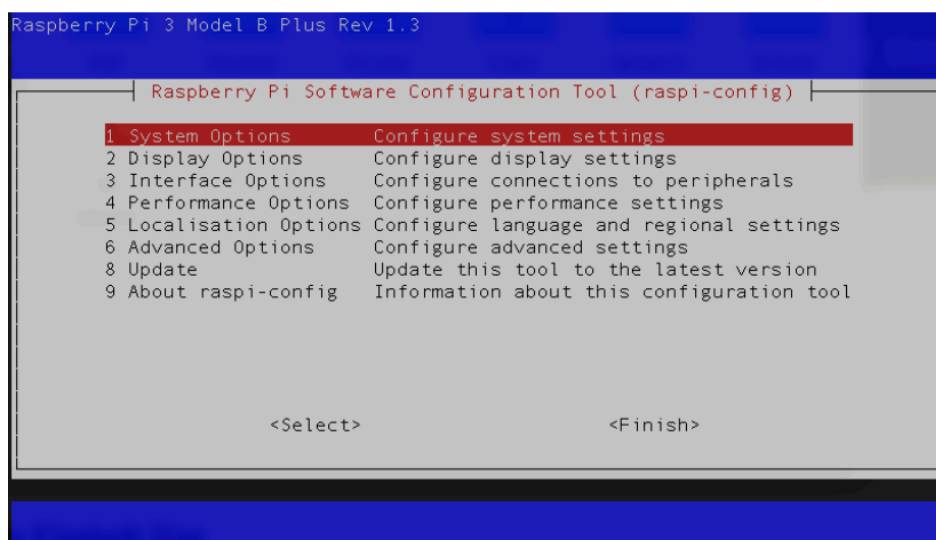 Raspberry Pi 3 Model B Plus Rev 1.3
Raspberry Pi Software Configuration Tool (raspi-config)
1 System Options Configure system settings
2 Display Options Configure display settings
3 Interface Options Configure connections to peripherals
4 Performance Options Configure performance settings
5 Localisation Options Configure language and regional settings
6 Advanced Options Configure advanced settings
8 Update Update this tool to the latest version
9 About raspi-config Information about this configuration tool
<Select> <Finish>